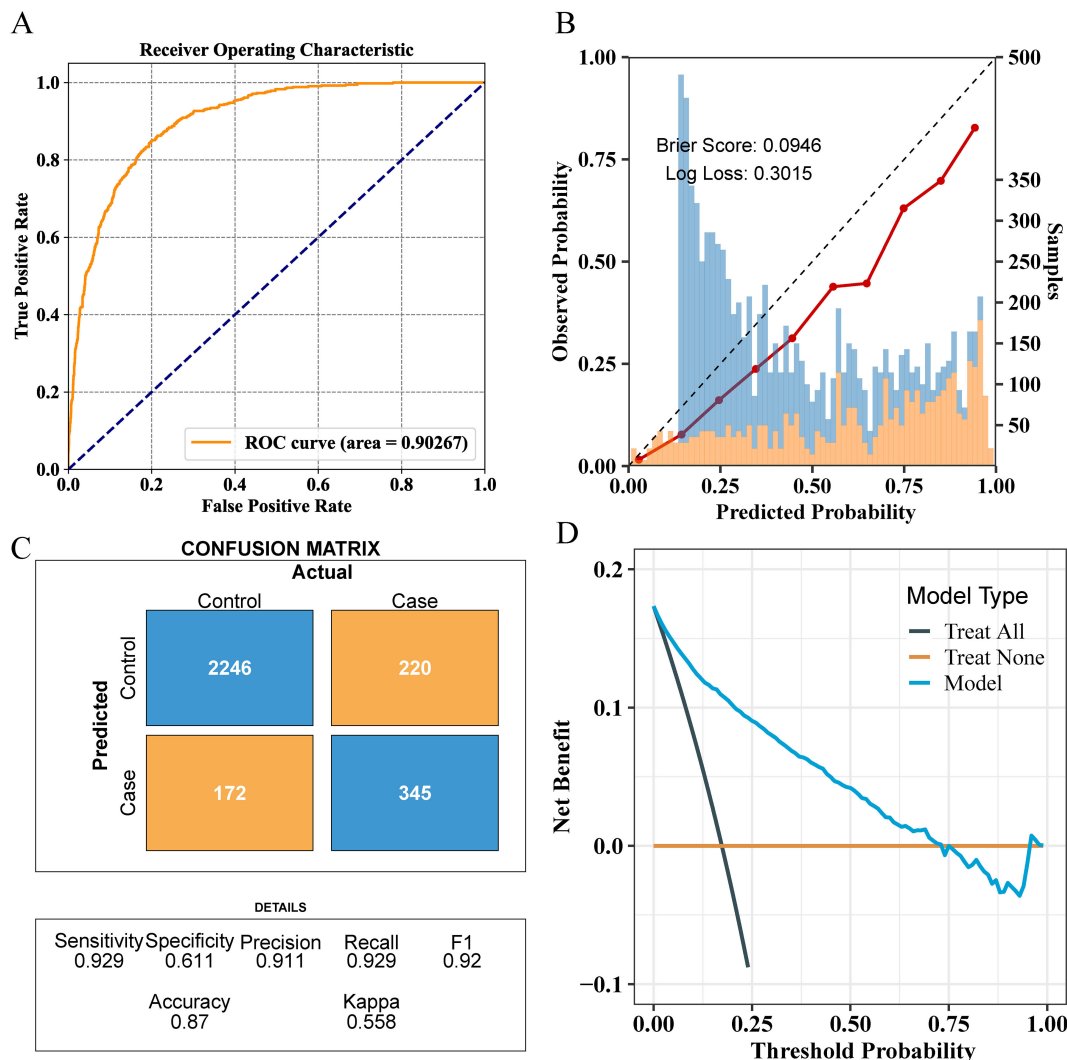 A
Receiver Operating Characteristic
True Positive Rate
1.0
0.8
0.6
0.4
0.2
0.0
ROC curve (area = 0.90267)
0.0 0.2 0.4 0.6 0.8 1.0
False Positive Rate
B
Observed Probability
1.00
0.75
0.50
0.25
0.00
Brier Score: 0.0946
Log Loss: 0.3015
500
350
300
250
200
150
100
50
Samples
0.00 0.25 0.50 0.75 1.00
Predicted Probability
C
CONFUSION MATRIX
Actual
Control Case
Predicted
Control
2246 220
Case
172 345
DETAILS
Sensitivity Specificity Precision Recall F1
0.929 0.611 0.911 0.929 0.92
Accuracy Kappa
0.87 0.558
D
Net Benefit
0.2
0.1
0.0
−0.1
Model Type
Treat All
Treat None
Model
0.00 0.25 0.50 0.75 1.00
Threshold Probability